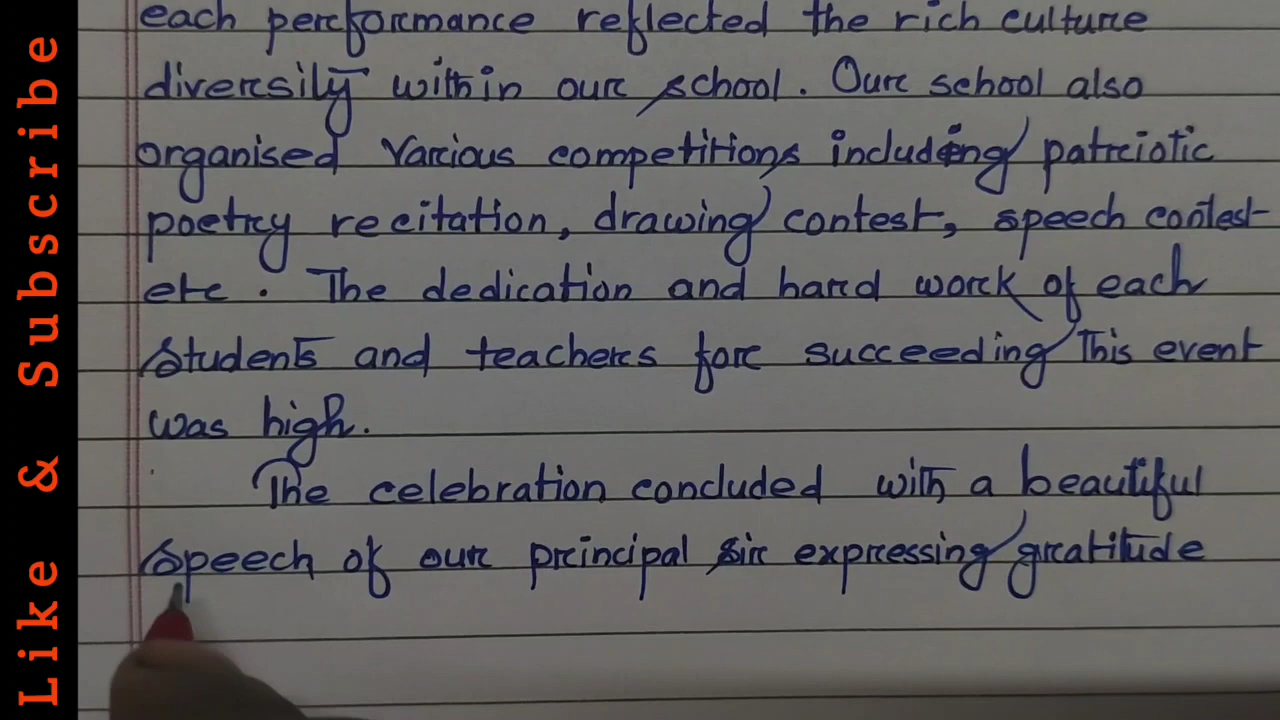 Like & Subscribe
each performance reflected the rich culture
diversity within our school. Our school also
organised various competitions including patriotic
poetry recitation, drawing contest, speech contest
etc. The dedication and hard work of each
students and teachers for succeeding This event
was high.
The celebration concluded with a beautiful
speech of our principal sir expressing gratitude